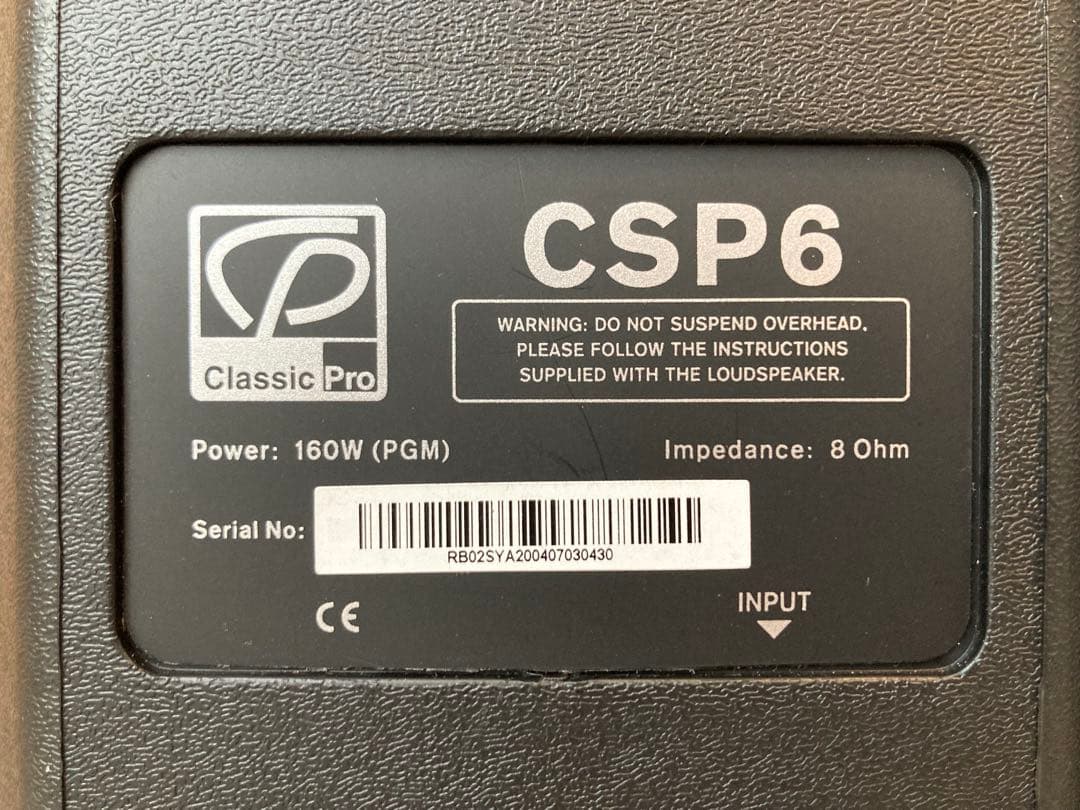 CP
Classic Pro
CSP6
WARNING: DO NOT SUSPEND OVERHEAD.
PLEASE FOLLOW THE INSTRUCTIONS
SUPPLIED WITH THE LOUDSPEAKER.
Power: 160W (PGM)
Impedance: 8 Ohm
Serial No:
RB02SYA200407030430
CE
INPUT